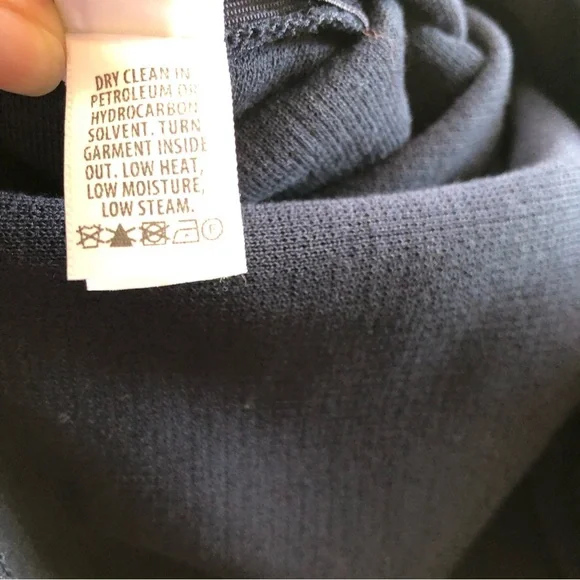 DRY CLEAN IN
PETROLEUM OR
HYDROCARBON
SOLVENT. TURN
GARMENT INSIDE
OUT. LOW HEAT,
LOW MOISTURE,
LOW STEAM.
F